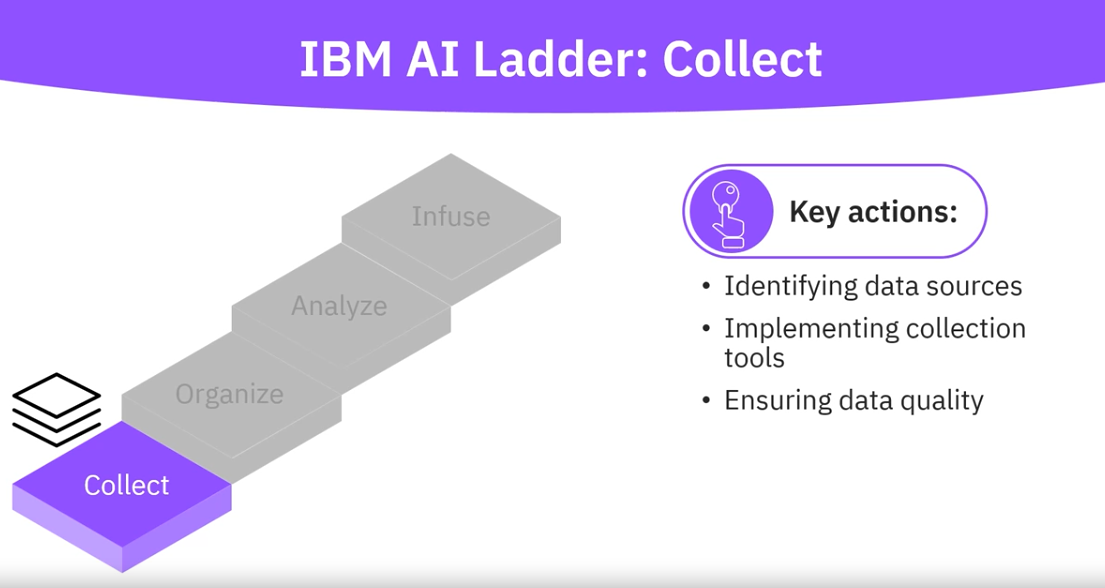 IBM AI Ladder: Collect
Infuse
Analyze
Organize
Collect
Key actions:
• Identifying data sources
• Implementing collection
tools
• Ensuring data quality